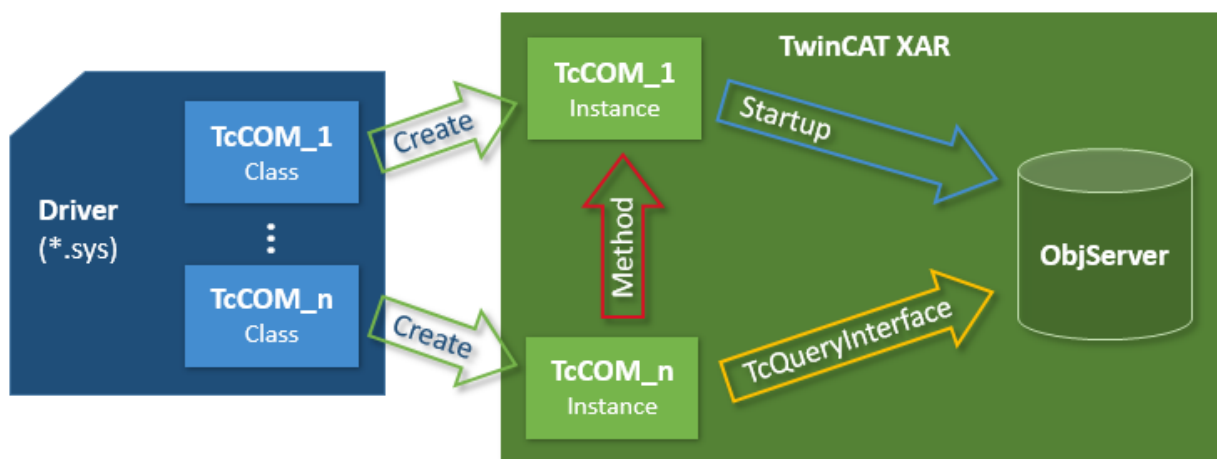 Driver
(*.sys)
TcCOM_1
Class
⋮
TcCOM_n
Class
Create
Create
TwinCAT XAR
TcCOM_1
Instance
Startup
Method
TcCOM_n
Instance
TcQueryInterface
ObjServer